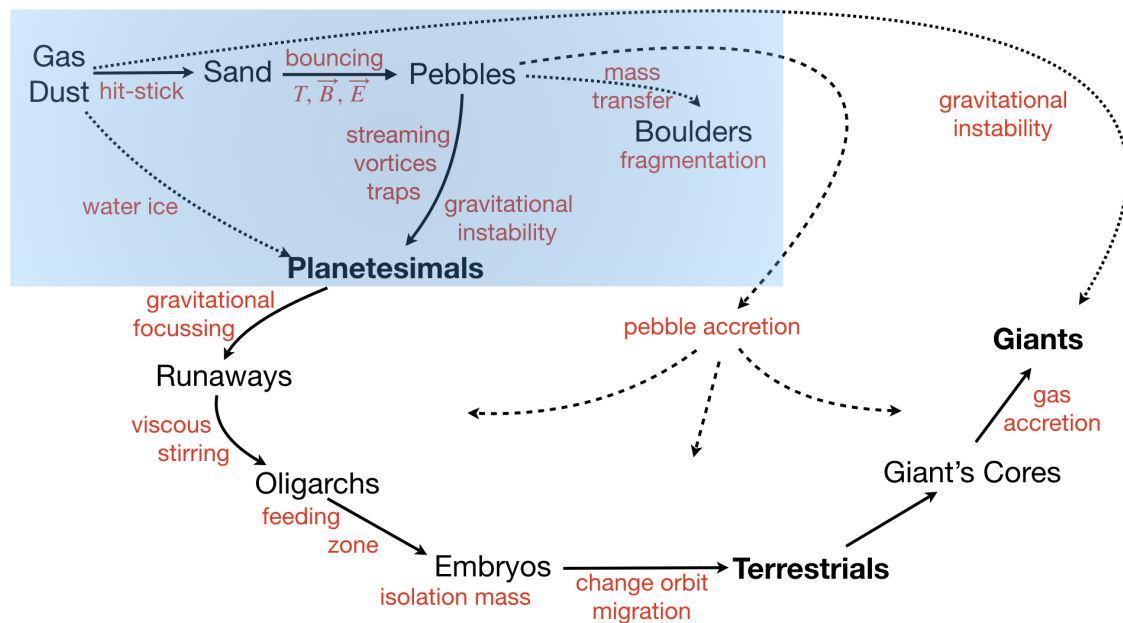 Gas
Dust
hit-stick
Sand
bouncing
T, B⃗, E⃗
Pebbles
mass
transfer
Boulders
fragmentation
gravitational
instability
streaming
vortices
traps
water ice
gravitational
instability
Planetesimals
gravitational
focussing
pebble accretion
Giants
Runaways
gas
accretion
viscous
stirring
Giant's Cores
Oligarchs
feeding
zone
Embryos
isolation mass
change orbit
migration
Terrestrials